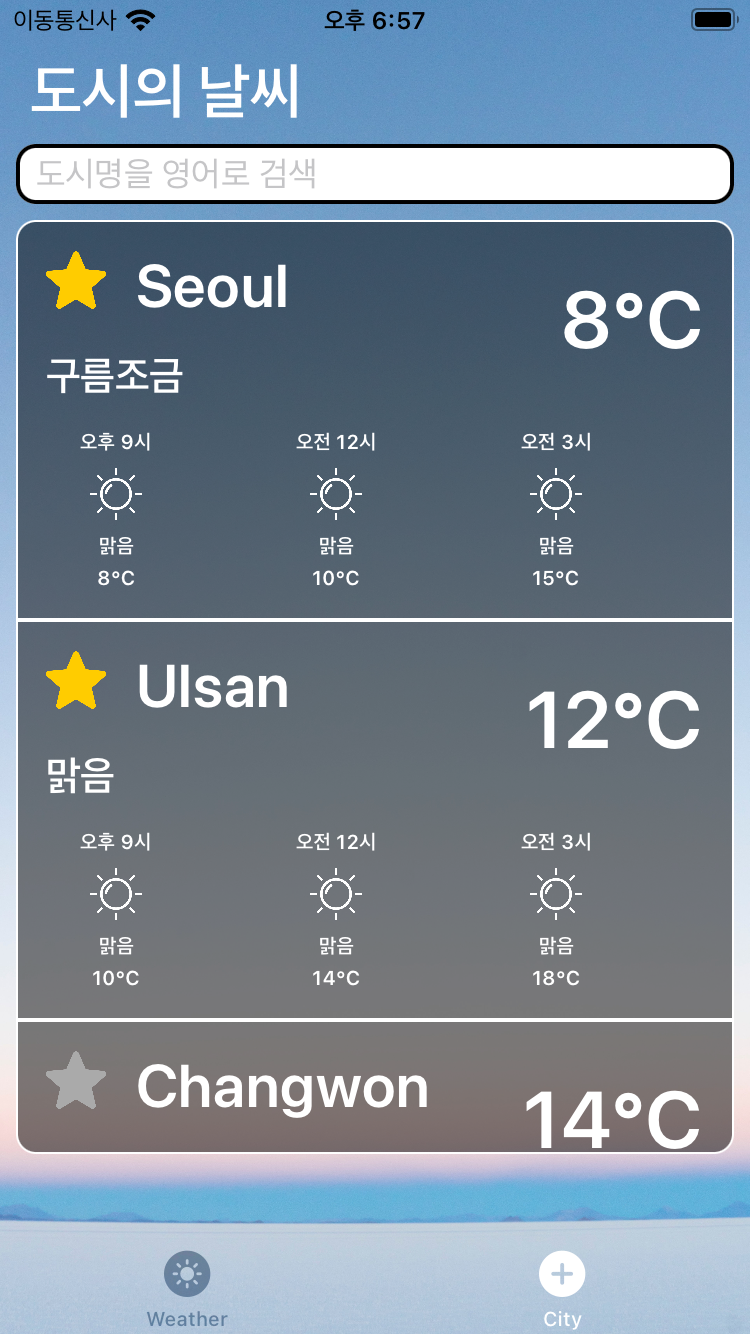 이동통신사 오후 6:57
도시의 날씨
도시명을 영어로 검색
Seoul
8°C
구름조금
오후 9시 오전 12시 오전 3시
맑음 맑음 맑음
8°C 10°C 15°C
Ulsan
12°C
맑음
오후 9시 오전 12시 오전 3시
맑음 맑음 맑음
10°C 14°C 18°C
Changwon
14°C
Weather City